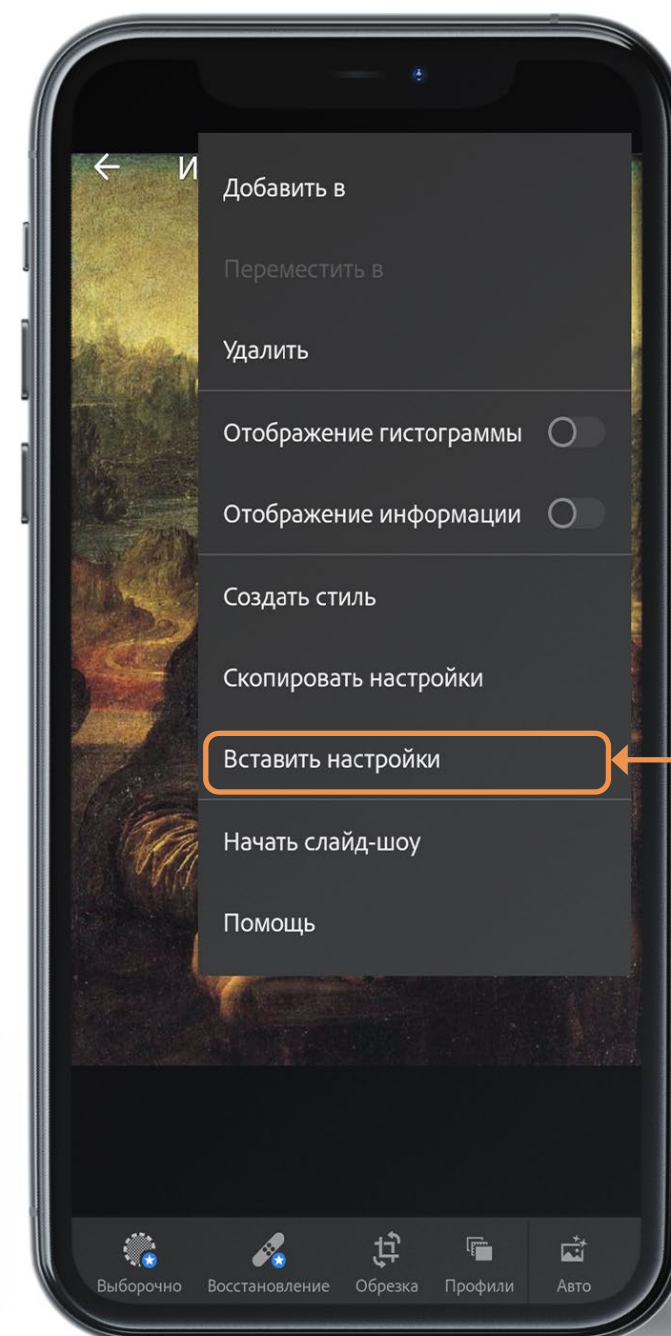 И
Добавить в
Переместить в
Удалить
Отображение гистограммы
Отображение информации
Создать стиль
Скопировать настройки
Вставить настройки
Начать слайд-шоу
Помощь
Выборочно Восстановление Обрезка Профили Авто